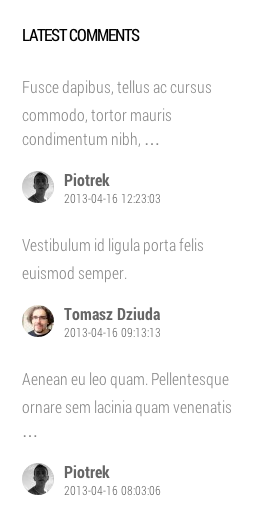 LATEST COMMENTS
Fusce dapibus, tellus ac cursus
commodo, tortor mauris
condimentum nibh, ...
Piotrek
2013-04-16 12:23:03
Vestibulum id ligula porta felis
euismod semper.
Tomasz Dziuda
2013-04-16 09:13:13
Aenean eu leo quam. Pellentesque
ornare sem lacinia quam venenatis
...
Piotrek
2013-04-16 08:03:06